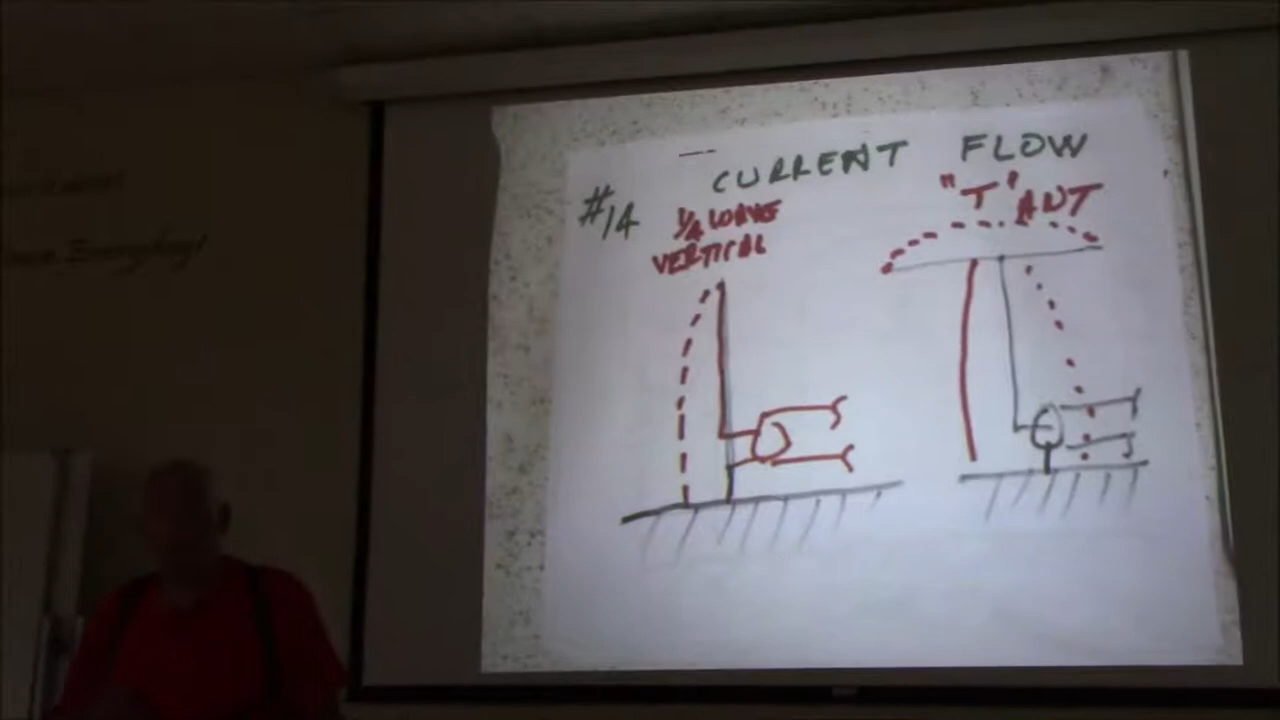 CURRENT FLOW
#14
1/4 WAVE
VERTICAL
"T" ANT